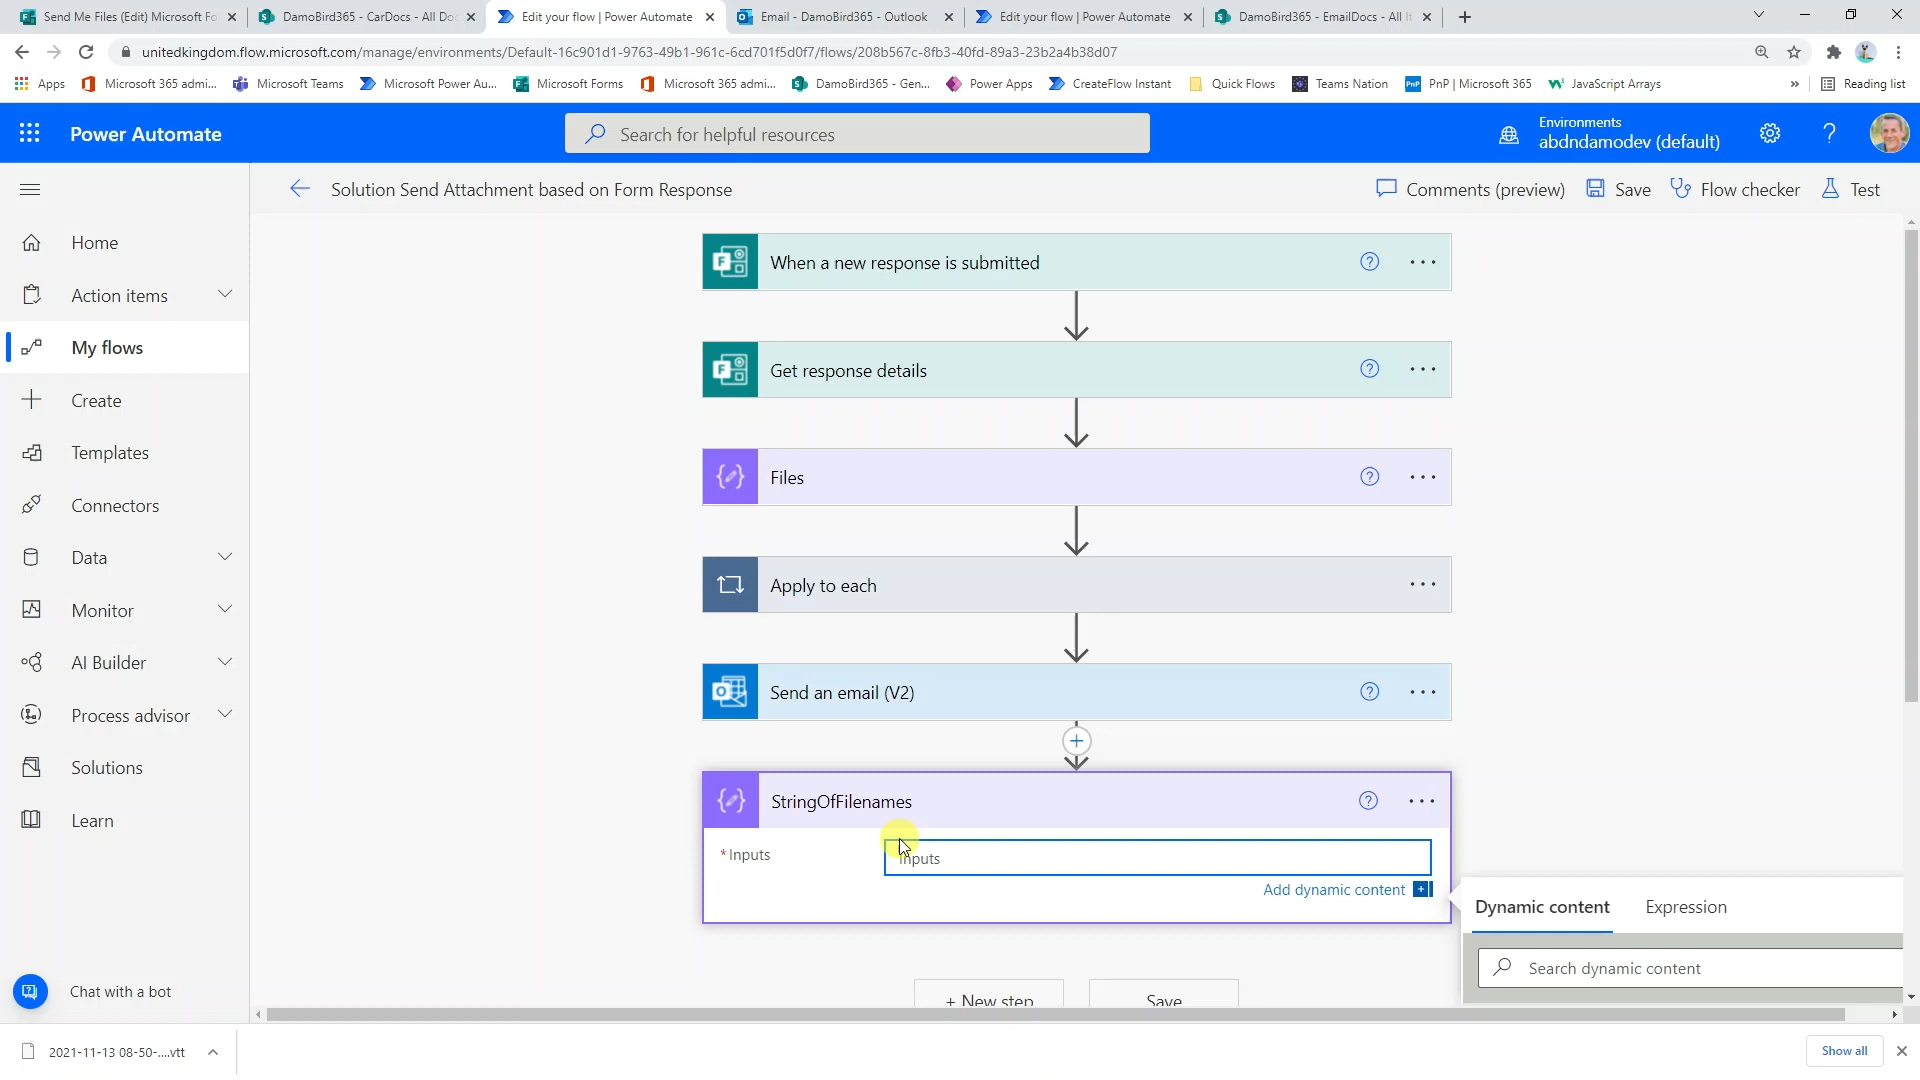 Send Me Files (Edit) Microsoft Fo
DamoBird365 - CarDocs - All Doc
Edit your flow | Power Automate
Email - DamoBird365 - Outlook
Edit your flow | Power Automate
DamoBird365 - EmailDocs - All It
unitedkingdom.flow.microsoft.com/manage/environments/Default-16c901d1-9763-49b1-961c-6cd701f5d0f7/flows/208b567c-8fb3-40fd-89a3-23b2a4b38d07
Apps
Microsoft 365 admi...
Microsoft Teams
Microsoft Power Au...
Microsoft Forms
Microsoft 365 admi...
DamoBird365 - Gen...
Power Apps
CreateFlow Instant
Quick Flows
Teams Nation
PnP | Microsoft 365
JavaScript Arrays
»
Reading list
Power Automate
Search for helpful resources
Environments
abdndamodev (default)
?
Solution Send Attachment based on Form Response
Comments (preview)
Save
Flow checker
Test
Home
Action items
My flows
Create
Templates
Connectors
Data
Monitor
AI Builder
Process advisor
Solutions
Learn
Chat with a bot
When a new response is submitted
Get response details
Files
Apply to each
Send an email (V2)
StringOfFilenames
* Inputs
Inputs
Add dynamic content
Dynamic content
Expression
Search dynamic content
+ New step
Save
2021-11-13 08-50-....vtt
Show all